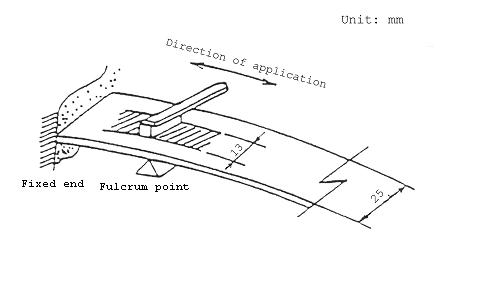 Unit: mm
Direction of application
13
25
Fixed end
Fulcrum point